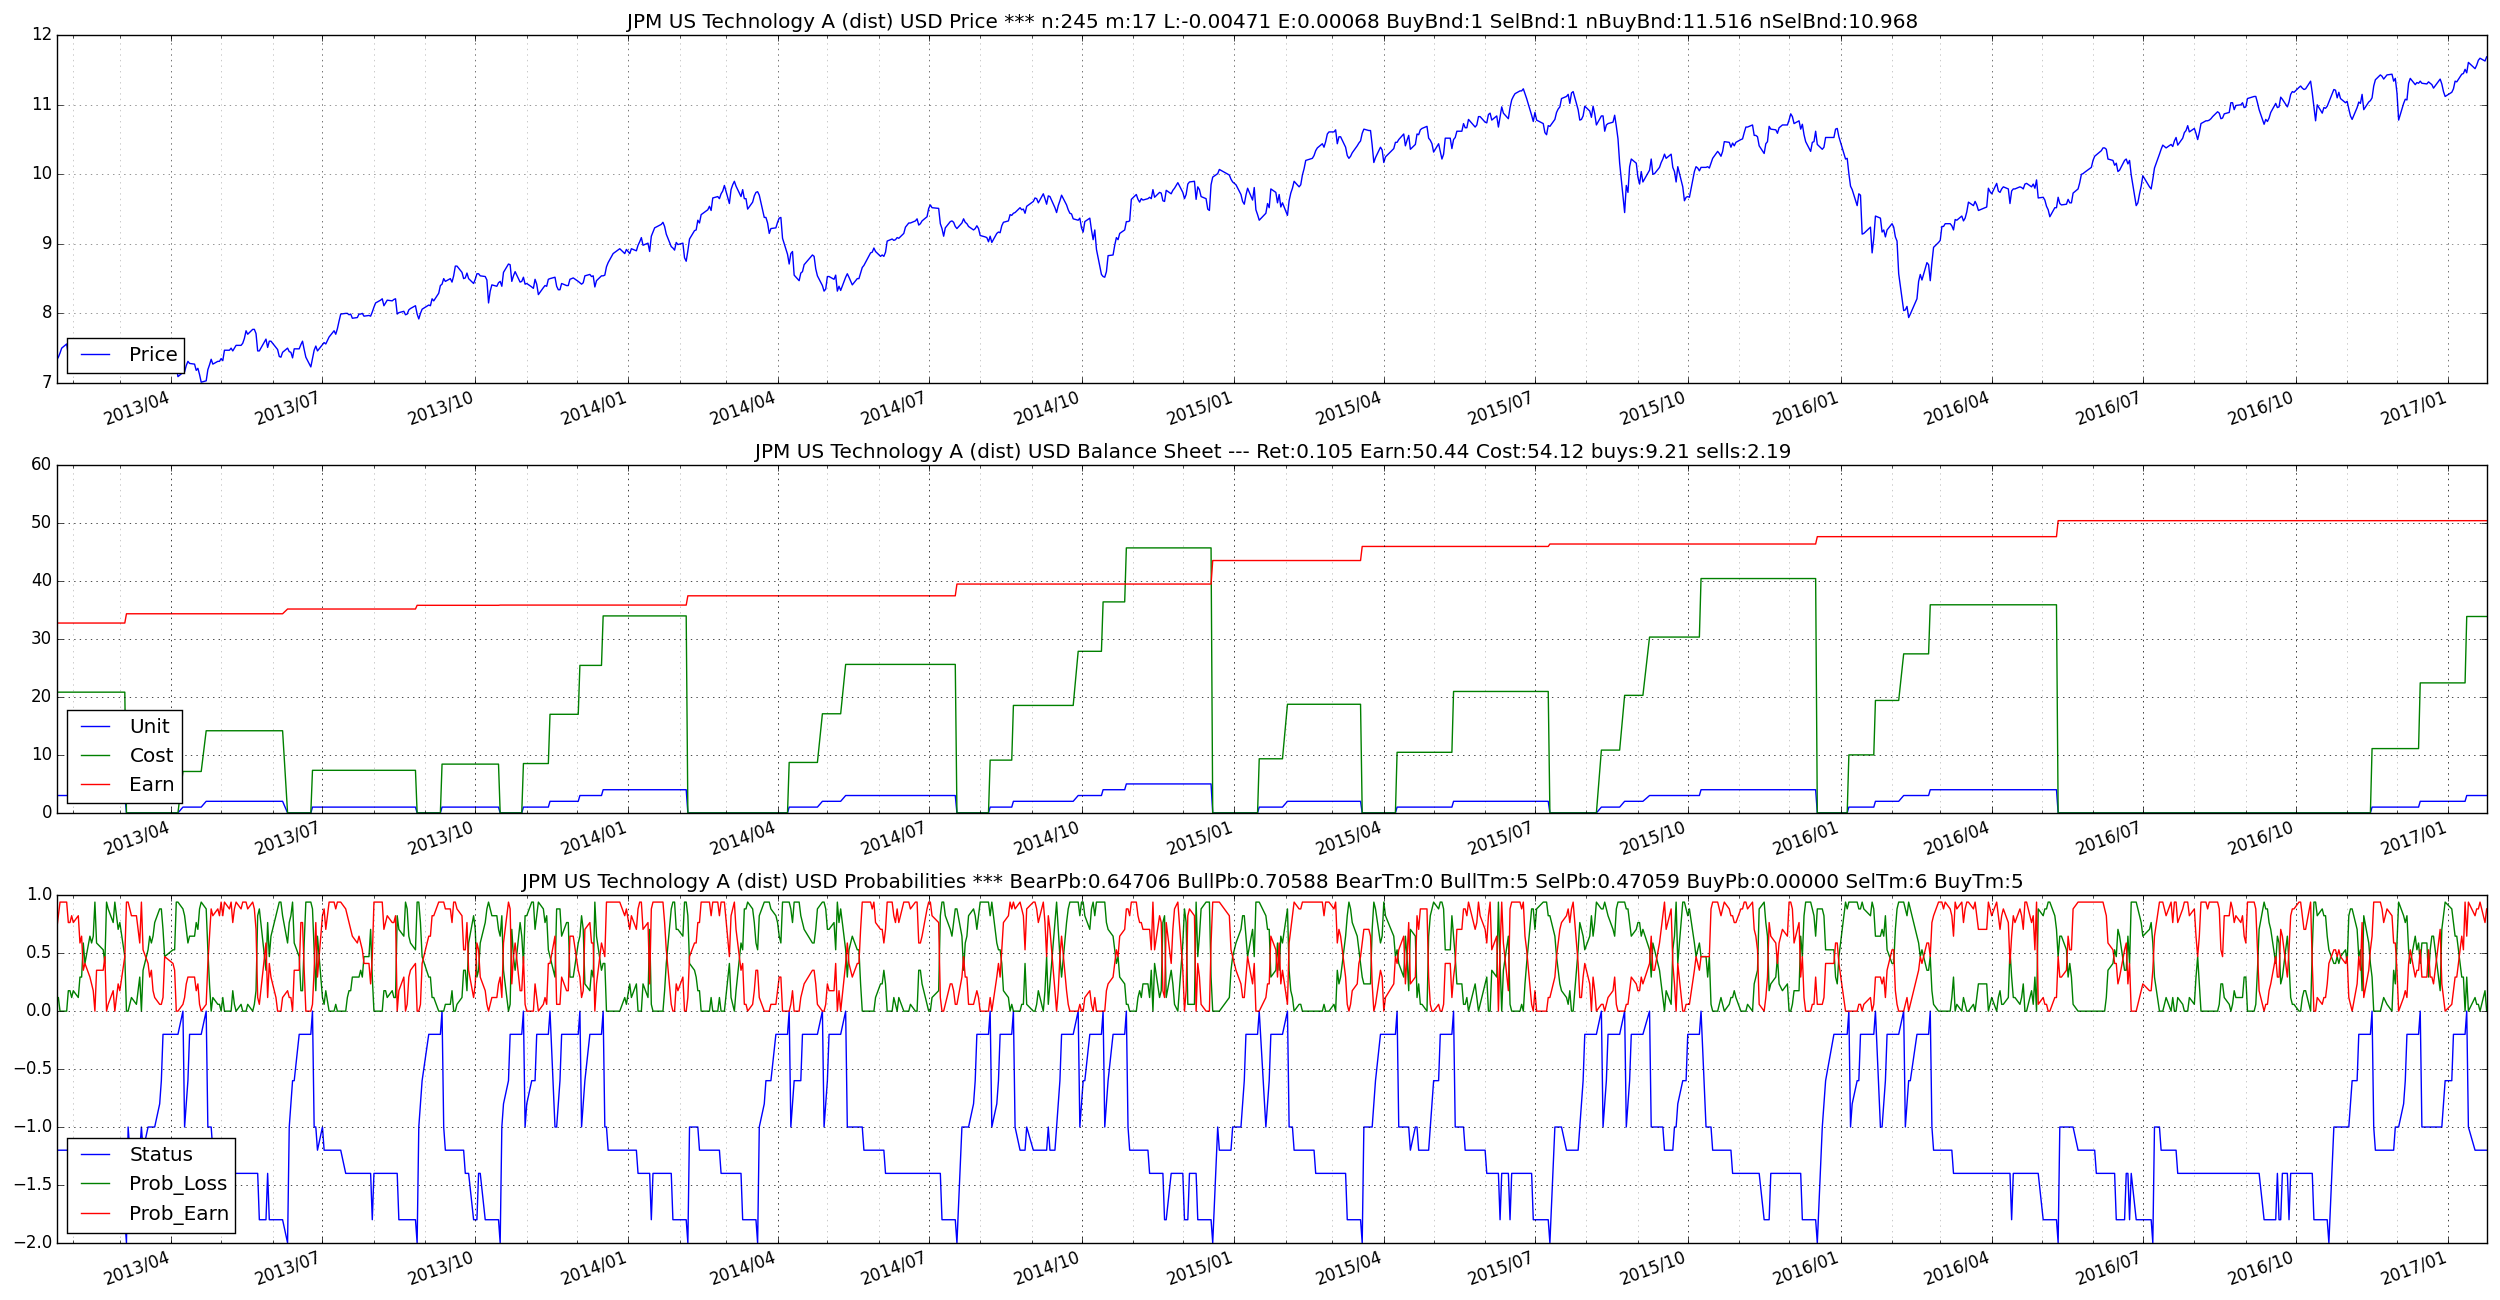 JPM US Technology A (dist) USD Price *** n:245 m:17 L:-0.00471 E:0.00068 BuyBnd:1 SelBnd:1 nBuyBnd:11.516 nSelBnd:10.968
12
11
10
9
8
7
Price
2013/04 2013/07 2013/10 2014/01 2014/04 2014/07 2014/10 2015/01 2015/04 2015/07 2015/10 2016/01 2016/04 2016/07 2016/10 2017/01
JPM US Technology A (dist) USD Balance Sheet --- Ret:0.105 Earn:50.44 Cost:54.12 buys:9.21 sells:2.19
60
50
40
30
20
10
0
Unit
Cost
Earn
2013/04 2013/07 2013/10 2014/01 2014/04 2014/07 2014/10 2015/01 2015/04 2015/07 2015/10 2016/01 2016/04 2016/07 2016/10 2017/01
JPM US Technology A (dist) USD Probabilities *** BearPb:0.64706 BullPb:0.70588 BearTm:0 BullTm:5 SelPb:0.47059 BuyPb:0.00000 SelTm:6 BuyTm:5
1.0
0.5
0.0
−0.5
−1.0
−1.5
−2.0
Status
Prob_Loss
Prob_Earn
2013/04 2013/07 2013/10 2014/01 2014/04 2014/07 2014/10 2015/01 2015/04 2015/07 2015/10 2016/01 2016/04 2016/07 2016/10 2017/01